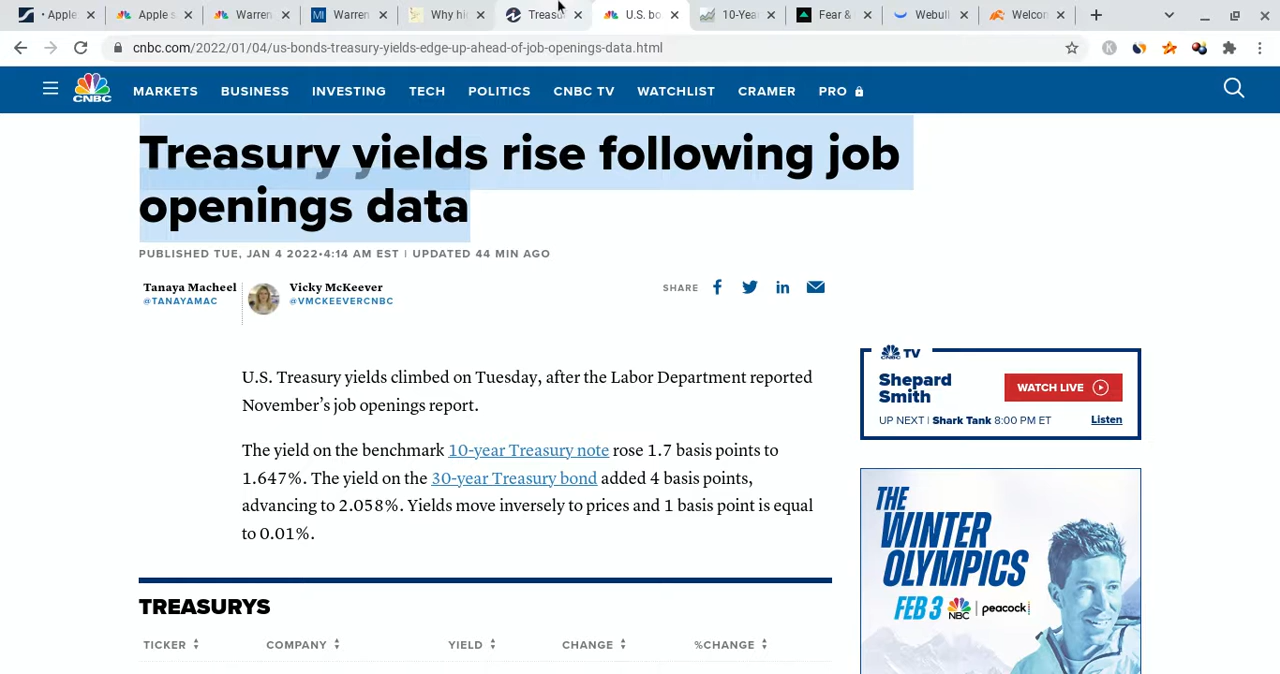 · Apple
Apple s
Warren
Warren
Why hi
Treasu
U.S. bo
10-Yea
Fear &
Webull
Welcom
cnbc.com/2022/01/04/us-bonds-treasury-yields-edge-up-ahead-of-job-openings-data.html
CNBC
MARKETS BUSINESS INVESTING TECH POLITICS CNBC TV WATCHLIST CRAMER PRO
Treasury yields rise following job
openings data
PUBLISHED TUE, JAN 4 2022•4:14 AM EST | UPDATED 44 MIN AGO
Tanaya Macheel
@TANAYAMAC
Vicky McKeever
@VMCKEEVERCNBC
SHARE
U.S. Treasury yields climbed on Tuesday, after the Labor Department reported
November’s job openings report.
The yield on the benchmark 10-year Treasury note rose 1.7 basis points to
1.647%. The yield on the 30-year Treasury bond added 4 basis points,
advancing to 2.058%. Yields move inversely to prices and 1 basis point is equal
to 0.01%.
TREASURYS
TICKER COMPANY YIELD CHANGE %CHANGE
TV
Shepard
Smith
WATCH LIVE
UP NEXT | Shark Tank 8:00 PM ET
Listen
THE
WINTER
OLYMPICS
FEB 3 NBC | peacock